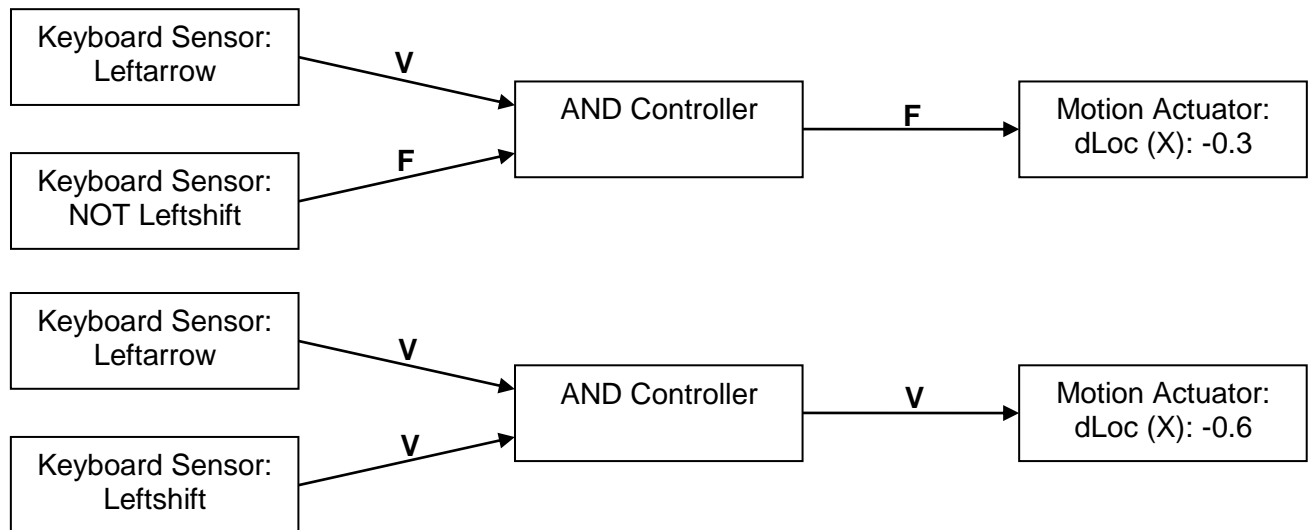 Keyboard Sensor:
Leftarrow
V
AND Controller
F
Motion Actuator:
dLoc (X): -0.3
F
Keyboard Sensor:
NOT Leftshift
Keyboard Sensor:
Leftarrow
V
AND Controller
V
Motion Actuator:
dLoc (X): -0.6
V
Keyboard Sensor:
Leftshift